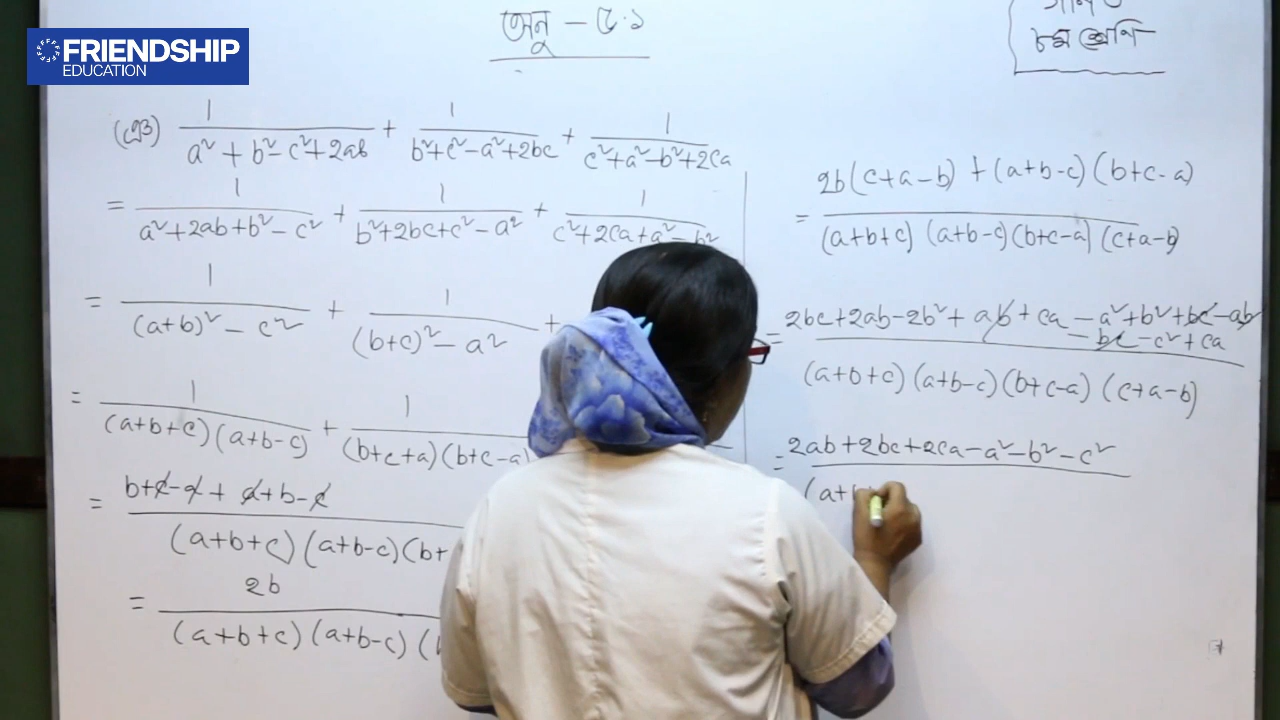 FRIENDSHIP
EDUCATION
অনু – ৫.১
৮ম শ্রেণি
(ঞ) 1/(a² + b² – c² + 2ab) + 1/(b² + c² – a² + 2bc) + 1/(c² + a² – b² + 2ca)
= 1/(a² + 2ab + b² – c²) + 1/(b² + 2bc + c² – a²) + 1/(c² + 2ca + a² – b²)
= 1/((a+b)² – c²) + 1/((b+c)² – a²) +
= 1/((a+b+c)(a+b–c)) + 1/((b+c+a)(b+c–a)
= b+c–a + a+b–c / (a+b+c)(a+b–c)(b+
= 2b / (a+b+c)(a+b–c)(
= 2b(c+a–b) + (a+b–c)(b+c–a) / (a+b+c)(a+b–c)(b+c–a)(c+a–b)
= 2bc+2ab–2b²+ab+ca–a²+b²+bc–ab–bc–c²+ca / (a+b+c)(a+b–c)(b+c–a)(c+a–b)
= 2ab+2bc+2ca–a²–b²–c² / (a+b